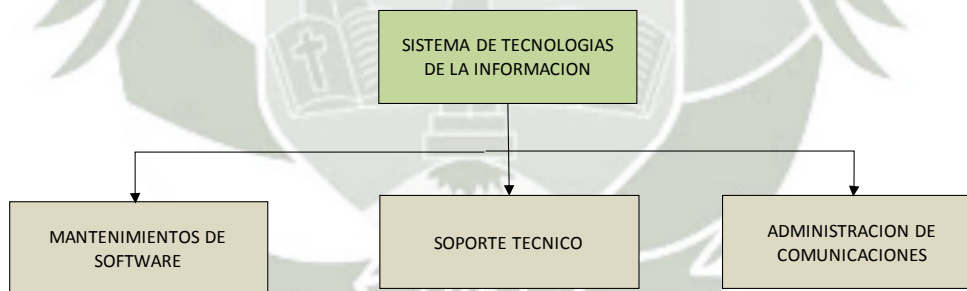 SISTEMA DE TECNOLOGIAS
DE LA INFORMACION
MANTENIMIENTOS DE
SOFTWARE
SOPORTE TECNICO
ADMINISTRACION DE
COMUNICACIONES